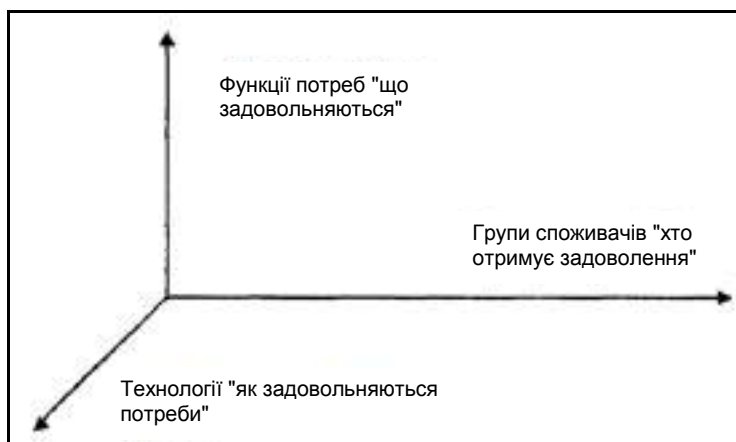 Функції потреб "що
задовольняються"
Групи споживачів "хто
отримує задоволення"
Технології "як задовольняються
потреби"